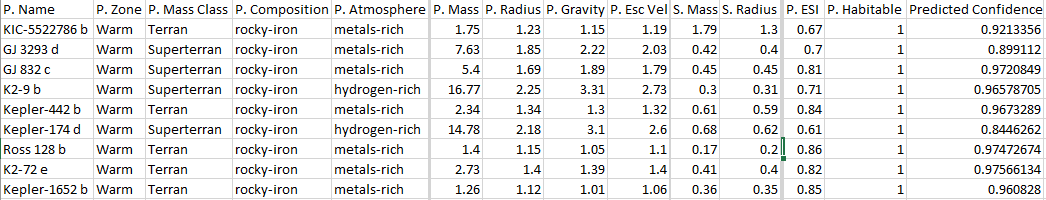 P. Name P. Zone P. Mass Class P. Composition P. Atmosphere P. Mass P. Radius P. Gravity P. Esc Vel S. Mass S. Radius P. ESI P. Habitable Predicted Confidence
KIC-5522786 b Warm Terran rocky-iron metals-rich 1.75 1.23 1.15 1.19 1.79 1.3 0.67 1 0.9213356
GJ 3293 d Warm Superterran rocky-iron metals-rich 7.63 1.85 2.22 2.03 0.42 0.4 0.7 1 0.899112
GJ 832 c Warm Superterran rocky-iron metals-rich 5.4 1.69 1.89 1.79 0.45 0.45 0.81 1 0.9720849
K2-9 b Warm Superterran rocky-iron hydrogen-rich 16.77 2.25 3.31 2.73 0.3 0.31 0.71 1 0.96578705
Kepler-442 b Warm Terran rocky-iron metals-rich 2.34 1.34 1.3 1.32 0.61 0.59 0.84 1 0.9673289
Kepler-174 d Warm Superterran rocky-iron hydrogen-rich 14.78 2.18 3.1 2.6 0.68 0.62 0.61 1 0.8446262
Ross 128 b Warm Terran rocky-iron metals-rich 1.4 1.15 1.05 1.1 0.17 0.2 0.86 1 0.97472674
K2-72 e Warm Terran rocky-iron metals-rich 2.73 1.4 1.39 1.4 0.41 0.4 0.82 1 0.97566134
Kepler-1652 b Warm Terran rocky-iron metals-rich 1.26 1.12 1.01 1.06 0.36 0.35 0.85 1 0.960828